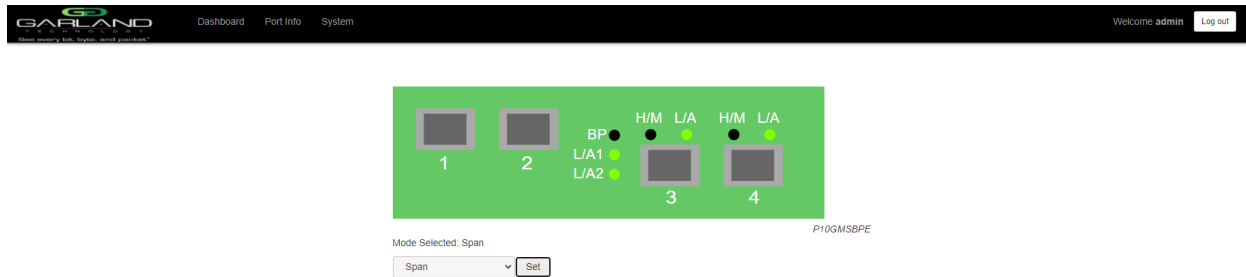 GARLAND
TECHNOLOGY
See every bit, byte, and packet®
Dashboard Port Info System
Welcome admin Log out
H/M L/A H/M L/A
BP
L/A1
L/A2
1 2
3 4
P10GMSBPE
Mode Selected: Span
Span Set